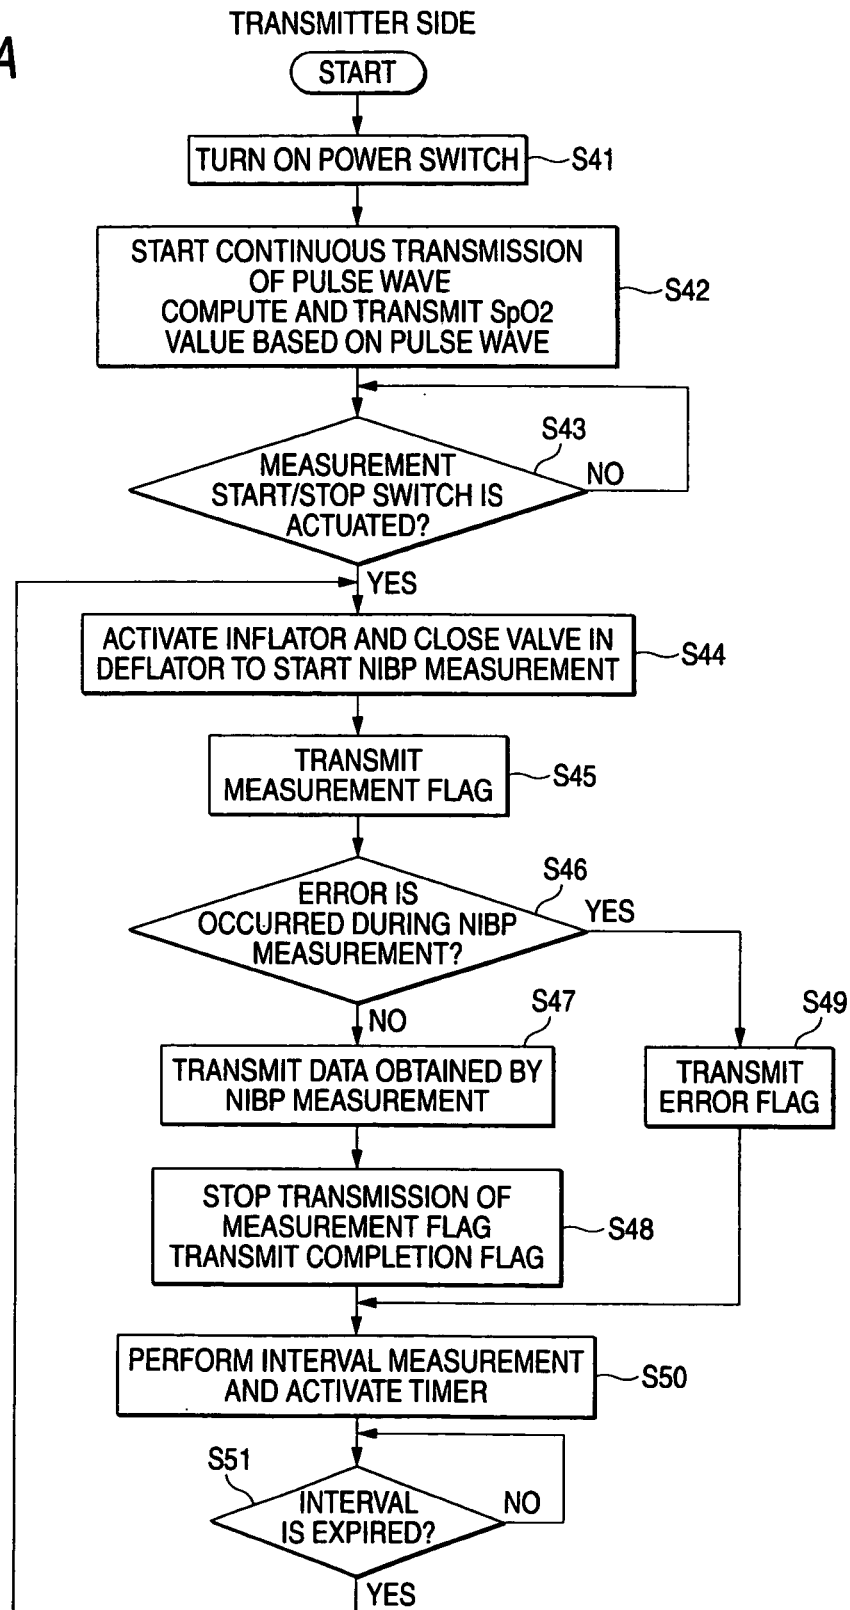 TRANSMITTER SIDE
A
START
TURN ON POWER SWITCH
S41
START CONTINUOUS TRANSMISSION
OF PULSE WAVE
COMPUTE AND TRANSMIT SpO2
VALUE BASED ON PULSE WAVE
S42
S43
MEASUREMENT
START/STOP SWITCH IS
ACTUATED?
NO
YES
ACTIVATE INFLATOR AND CLOSE VALVE IN
DEFLATOR TO START NIBP MEASUREMENT
S44
TRANSMIT
MEASUREMENT FLAG
S45
S46
ERROR IS
OCCURRED DURING NIBP
MEASUREMENT?
YES
NO
S47
TRANSMIT DATA OBTAINED BY
NIBP MEASUREMENT
S49
TRANSMIT
ERROR FLAG
STOP TRANSMISSION OF
MEASUREMENT FLAG
TRANSMIT COMPLETION FLAG
S48
PERFORM INTERVAL MEASUREMENT
AND ACTIVATE TIMER
S50
S51
INTERVAL
IS EXPIRED?
NO
YES